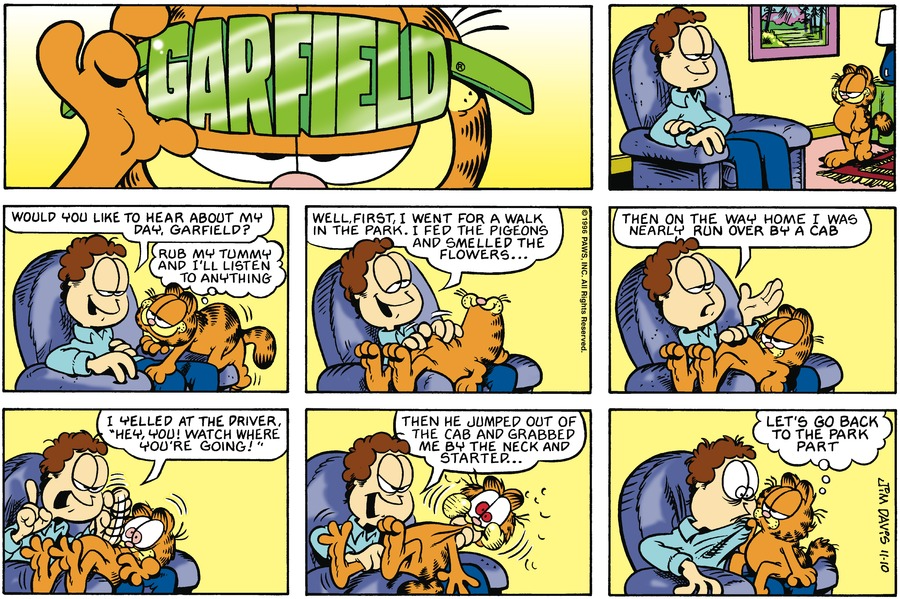 GARFIELD
®
WOULD YOU LIKE TO HEAR ABOUT MY
DAY, GARFIELD?
RUB MY TUMMY
AND I'LL LISTEN
TO ANYTHING
WELL, FIRST, I WENT FOR A WALK
IN THE PARK. I FED THE PIGEONS
AND SMELLED THE
FLOWERS...
© 1996 PAWS, INC. All Rights Reserved.
THEN ON THE WAY HOME I WAS
NEARLY RUN OVER BY A CAB
I YELLED AT THE DRIVER,
"HEY, YOU! WATCH WHERE
YOU'RE GOING!"
THEN HE JUMPED OUT OF
THE CAB AND GRABBED
ME BY THE NECK AND
STARTED...
LET'S GO BACK
TO THE PARK
PART
JIM DAVIS 11-10